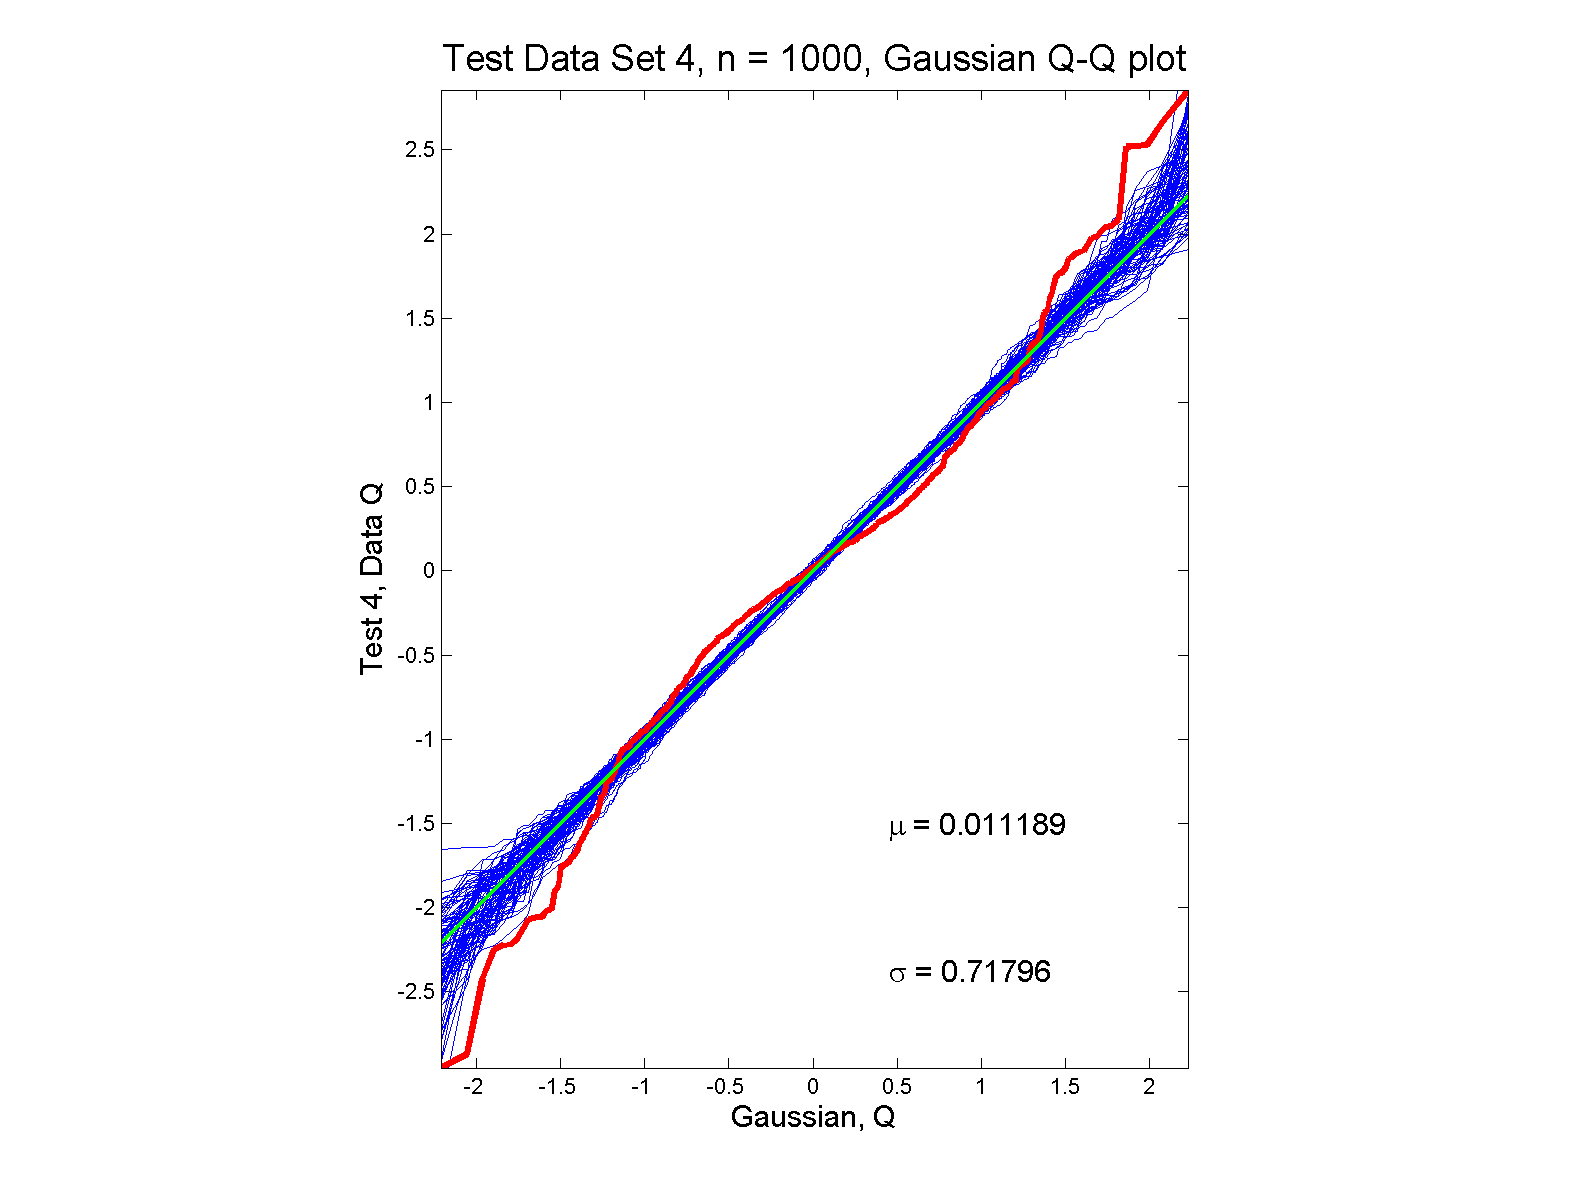 Test Data Set 4, n = 1000, Gaussian Q-Q plot
2.5
2
1.5
1
0.5
0
-0.5
-1
-1.5
-2
-2.5
Test 4, Data Q
μ = 0.011189
σ = 0.71796
-2 -1.5 -1 -0.5 0 0.5 1 1.5 2
Gaussian, Q